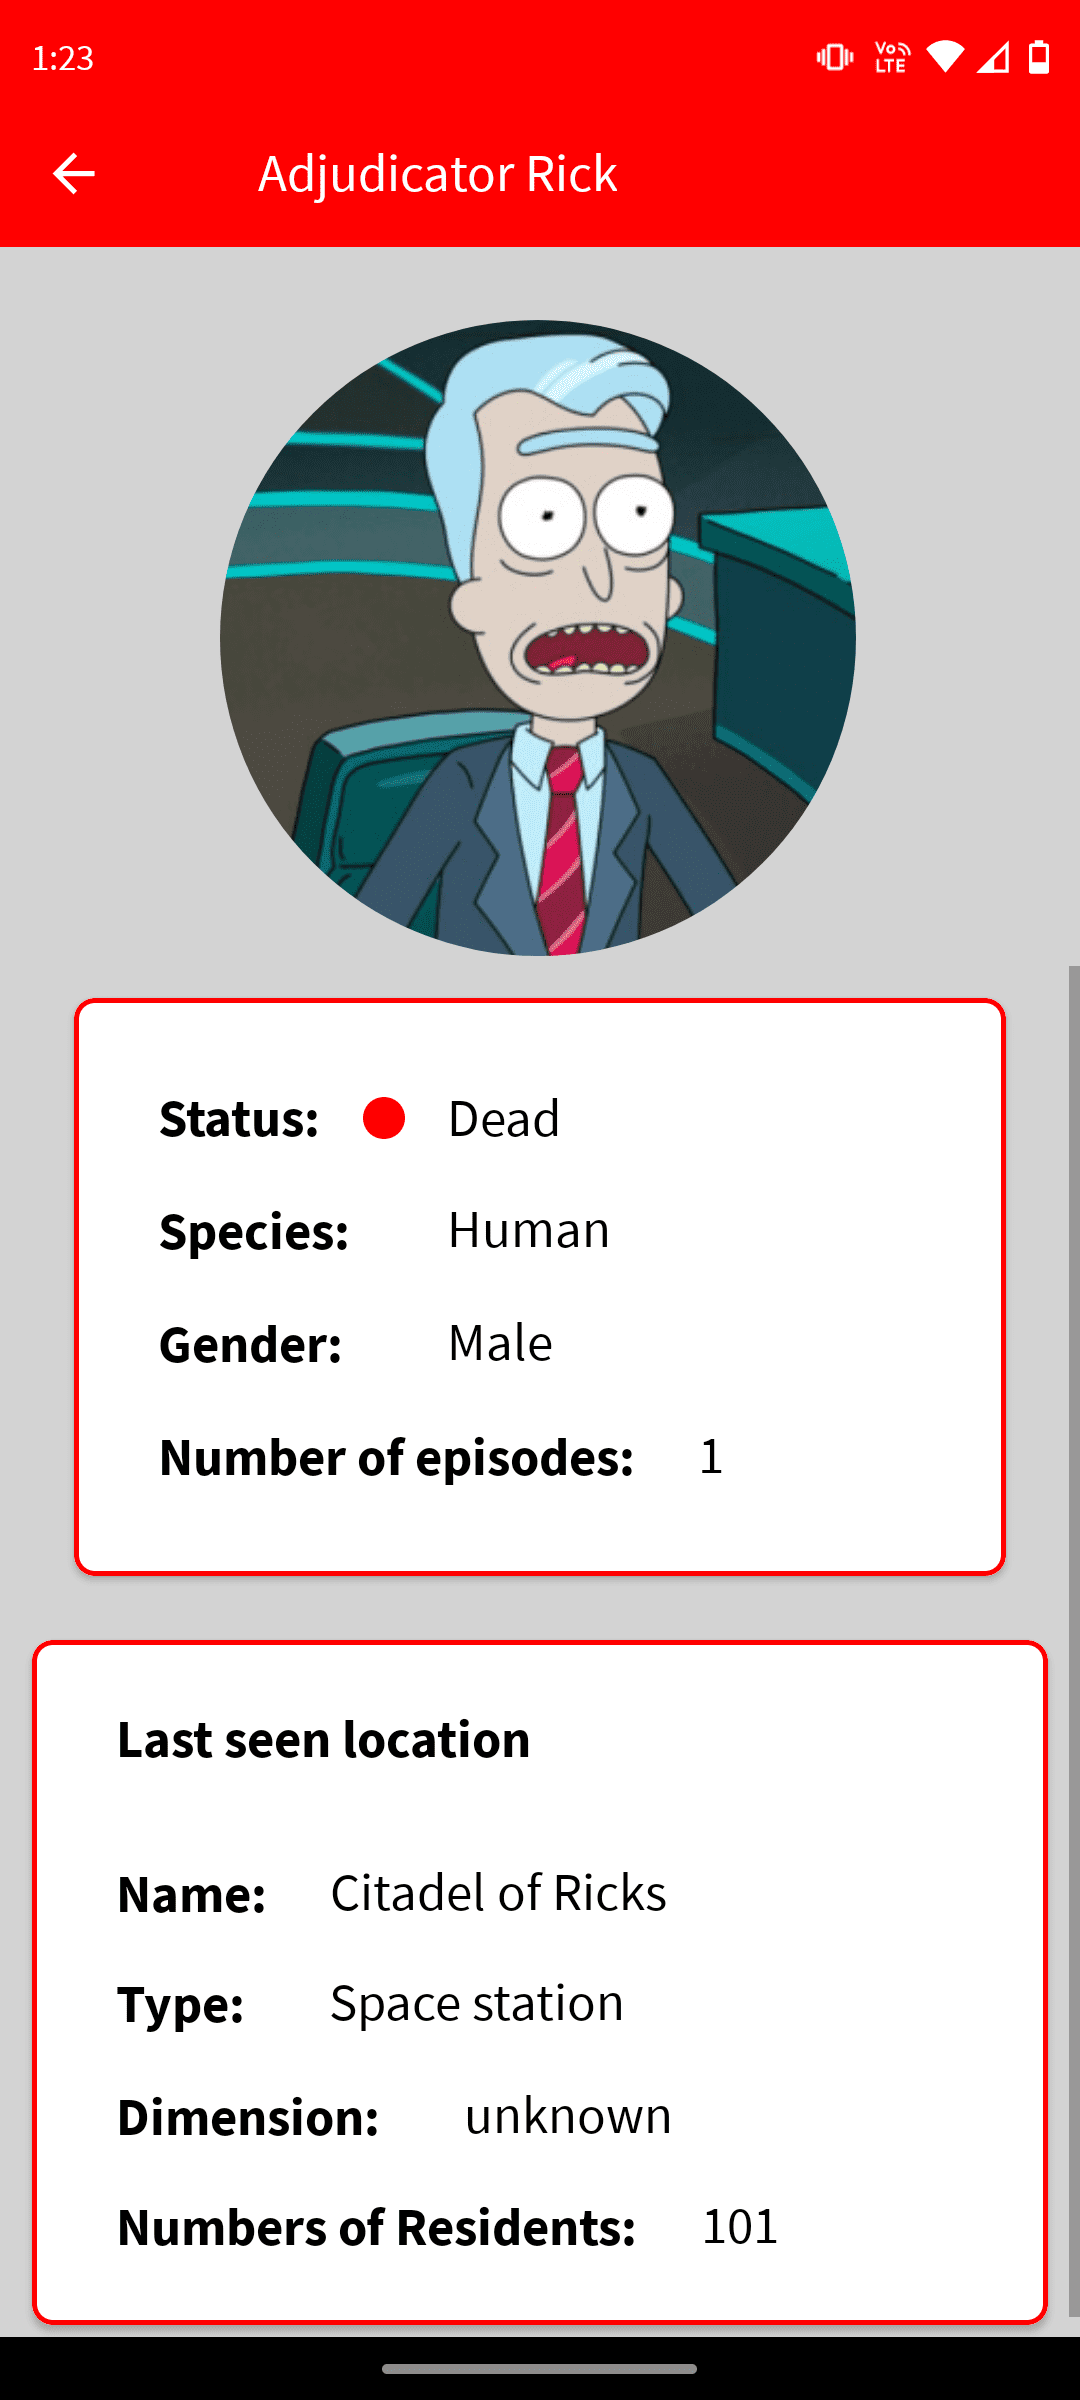 1:23
Vo LTE
Adjudicator Rick
Status: Dead
Species: Human
Gender: Male
Number of episodes: 1
Last seen location
Name: Citadel of Ricks
Type: Space station
Dimension: unknown
Numbers of Residents: 101